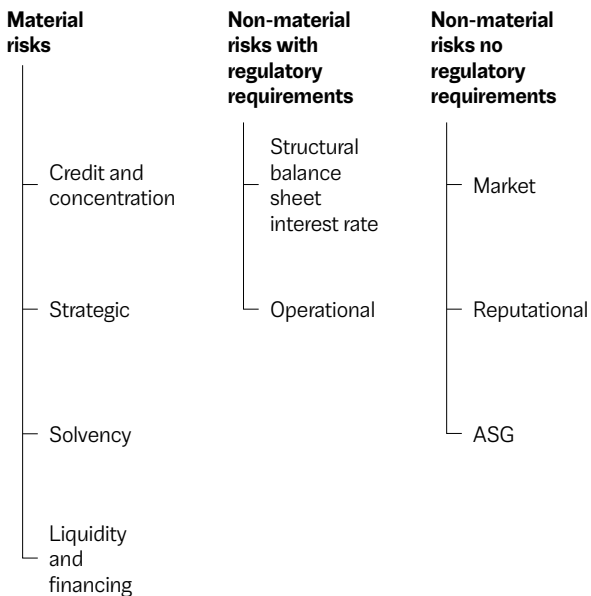 Material
risks
Credit and
concentration
Strategic
Solvency
Liquidity
and
financing
Non-material
risks with
regulatory
requirements
Structural
balance
sheet
interest rate
Operational
Non-material
risks no
regulatory
requirements
Market
Reputational
ASG